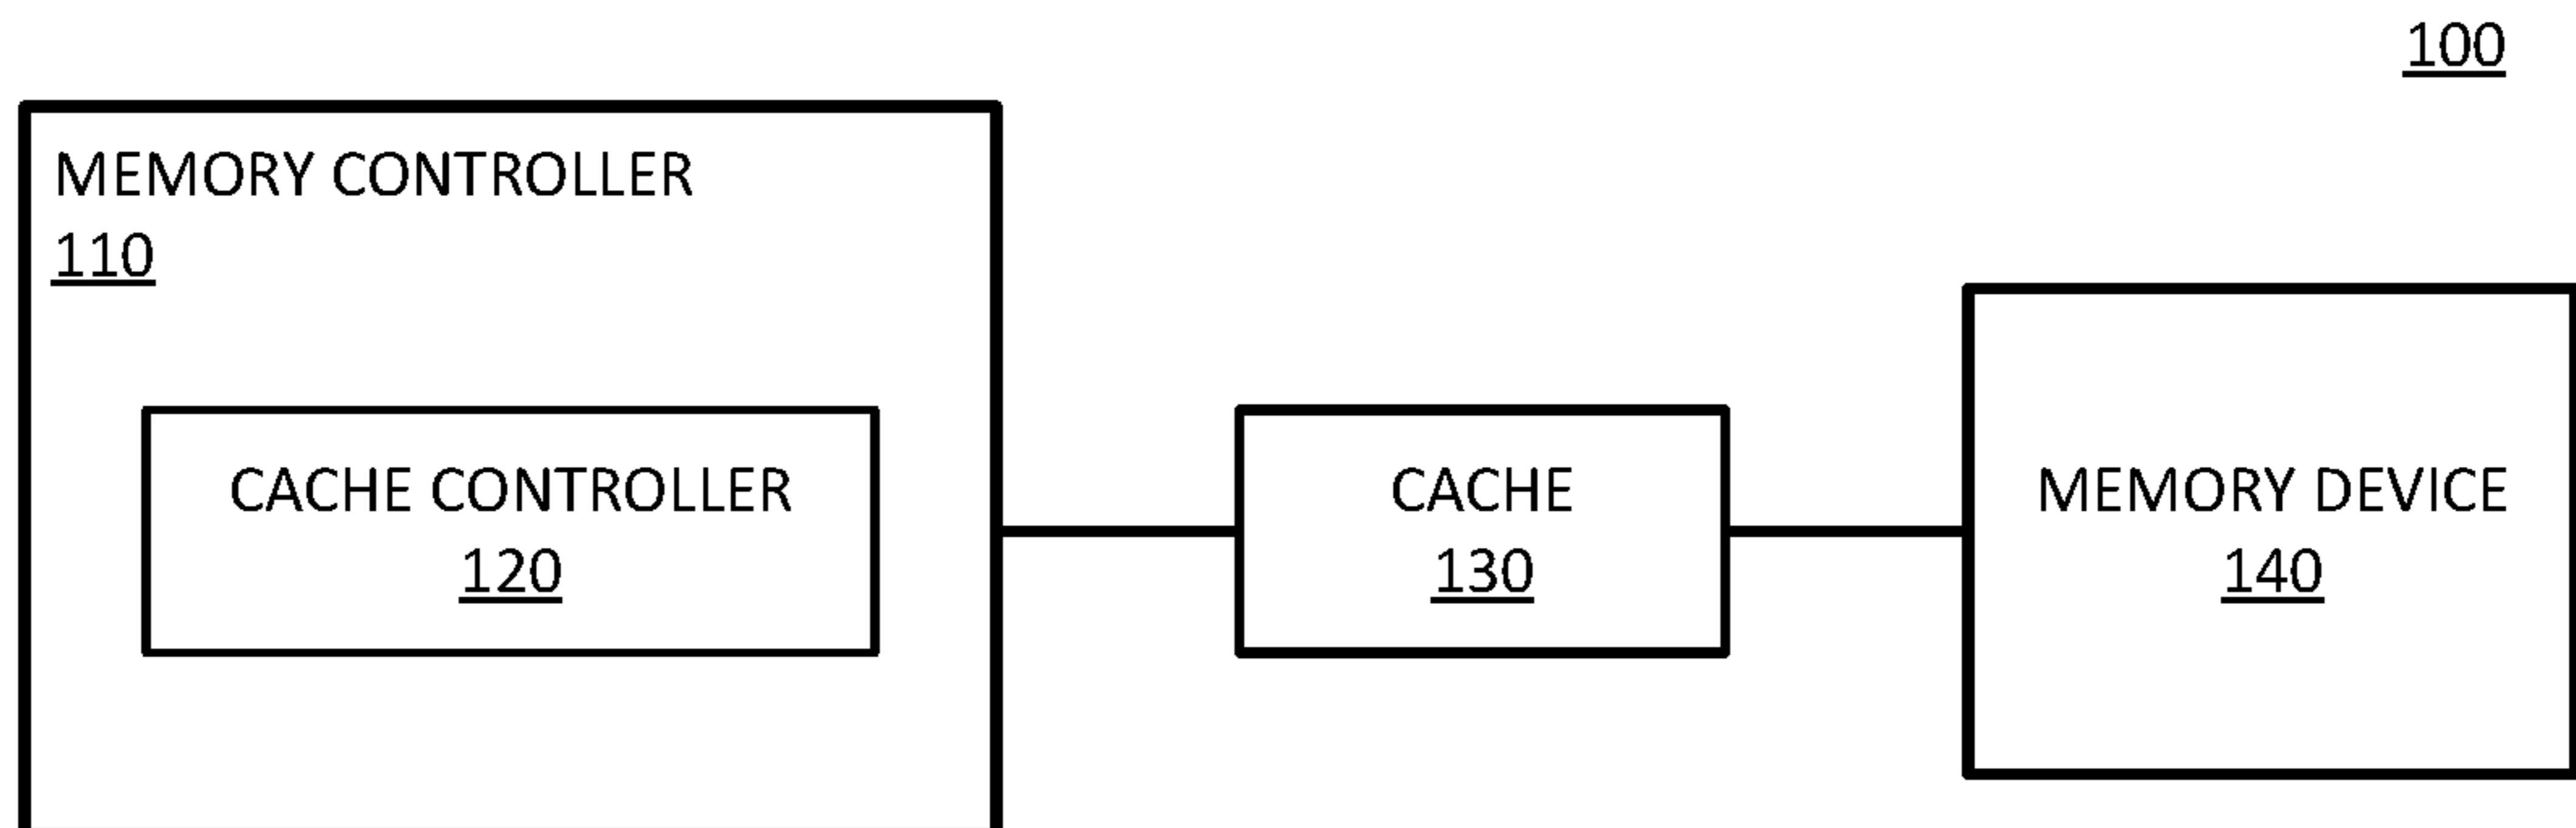 100
MEMORY CONTROLLER
110
CACHE CONTROLLER
120
CACHE
130
MEMORY DEVICE
140